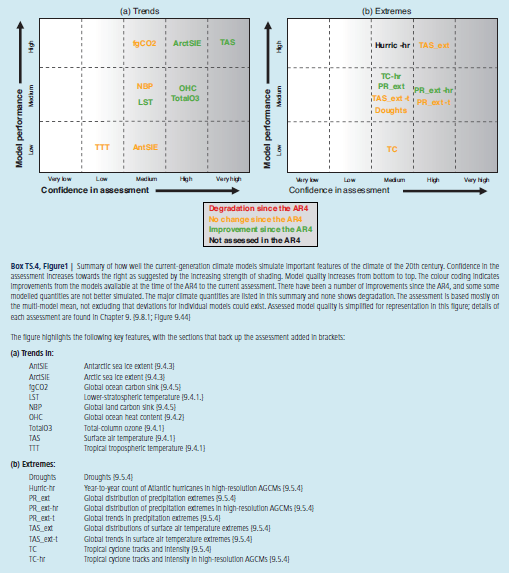 (a) Trends
(b) Extremes
Model performance
High
Medium
Low
fgCO2
ArctSIE
TAS
NBP
LST
OHC
TotalO3
TTT
AntSIE
Very low
Low
Medium
High
Very high
Confidence in assessment
Model performance
High
Medium
Low
Hurric -hr
TAS_ext
TC-hr
PR_ext
TAS_ext -t
Doughts
PR_ext -hr
PR_ext -t
TC
Very low
Low
Medium
High
Very high
Confidence in assessment
Degradation since the AR4
No change since the AR4
Improvement since the AR4
Not assessed in the AR4
Box TS.4, Figure1 | Summary of how well the current-generation climate models simulate important features of the climate of the 20th century. Confidence in the
assessment increases towards the right as suggested by the increasing strength of shading. Model quality increases from bottom to top. The colour coding indicates
improvements from the models available at the time of the AR4 to the current assessment. There have been a number of improvements since the AR4, and some some
modelled quantities are not better simulated. The major climate quantities are listed in this summary and none shows degradation. The assessment is based mostly on
the multi-model mean, not excluding that deviations for individual models could exist. Assessed model quality is simplified for representation in this figure; details of
each assessment are found in Chapter 9. {9.8.1; Figure 9.44}
The figure highlights the following key features, with the sections that back up the assessment added in brackets:
(a) Trends in:
AntSIE Antarctic sea ice extent {9.4.3}
ArctSIE Arctic sea ice extent {9.4.3}
fgCO2 Global ocean carbon sink {9.4.5}
LST Lower-stratospheric temperature {9.4.1.}
NBP Global land carbon sink {9.4.5}
OHC Global ocean heat content {9.4.2}
TotalO3 Total-column ozone {9.4.1}
TAS Surface air temperature {9.4.1}
TTT Tropical tropospheric temperature {9.4.1}
(b) Extremes:
Droughts Droughts {9.5.4}
Hurric-hr Year-to-year count of Atlantic hurricanes in high-resolution AGCMs {9.5.4}
PR_ext Global distribution of precipitation extremes {9.5.4}
PR_ext-hr Global distribution of precipitation extremes in high-resolution AGCMs {9.5.4}
PR_ext-t Global trends in precipitation extremes {9.5.4}
TAS_ext Global distributions of surface air temperature extremes {9.5.4}
TAS_ext-t Global trends in surface air temperature extremes {9.5.4}
TC Tropical cyclone tracks and intensity {9.5.4}
TC-hr Tropical cyclone tracks and intensity in high-resolution AGCMs {9.5.4}